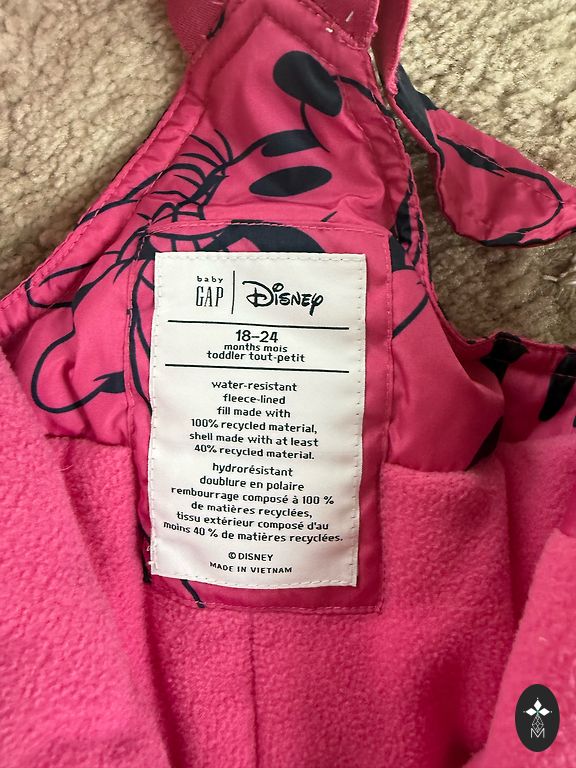 baby
GAP | Disney
18–24
months mois
toddler tout-petit
water-resistant
fleece-lined
fill made with
100% recycled material,
shell made with at least
40% recycled material.
hydrorésistant
doublure en polaire
rembourrage composé à 100 %
de matières recyclées,
tissu extérieur composé d'au
moins 40 % de matières recyclées.
© DISNEY
MADE IN VIETNAM
M